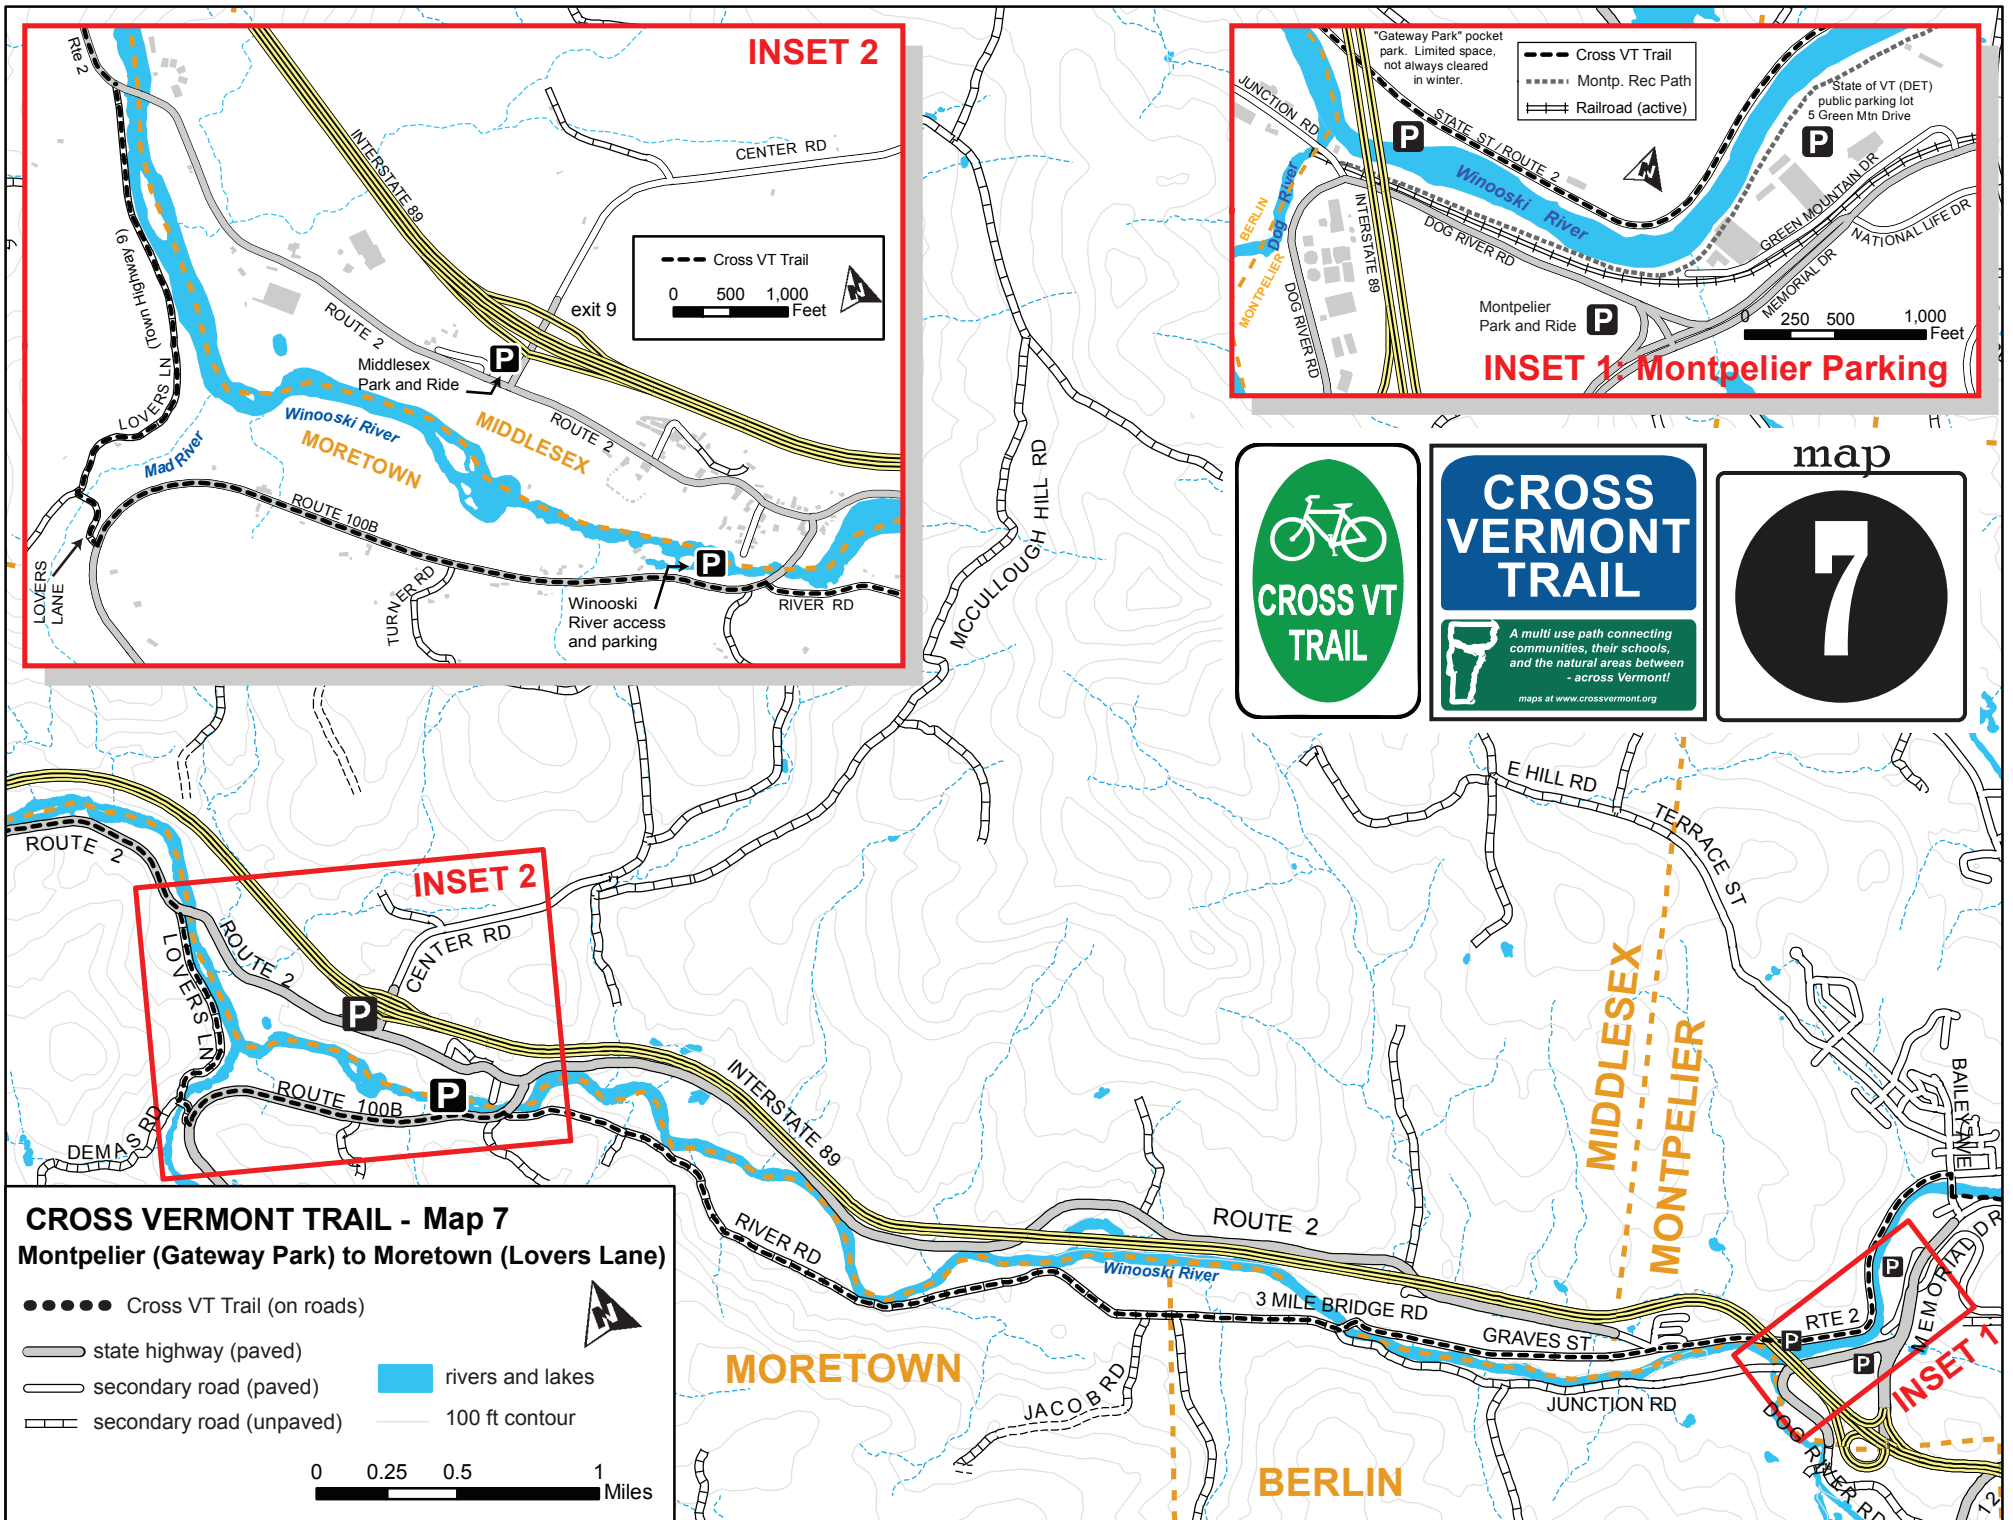 INSET 2
Rte 2
INTERSTATE 89
CENTER RD
Cross VT Trail
0 500 1,000
Feet
N
exit 9
LOVERS LN (Town Highway 9)
ROUTE 2
Middlesex
Park and Ride
P
Winooski River
MORETOWN
MIDDLESEX
ROUTE 2
Mad River
ROUTE 100B
LOVERS
LANE
TURNER RD
P
Winooski
River access
and parking
RIVER RD
"Gateway Park" pocket
park. Limited space,
not always cleared
in winter.
Cross VT Trail
Montp. Rec Path
Railroad (active)
State of VT (DET)
public parking lot
5 Green Mtn Drive
P
P
JUNCTION RD
STATE ST / ROUTE 2
N
Winooski River
BERLIN
MONTPELIER
Dog River
INTERSTATE 89
DOG RIVER RD
DOG RIVER RD
GREEN MOUNTAIN DR
NATIONAL LIFE DR
MEMORIAL DR
Montpelier
Park and Ride
P
0 250 500 1,000
Feet
INSET 1: Montpelier Parking
CROSS VT
TRAIL
CROSS
VERMONT
TRAIL
A multi use path connecting
communities, their schools,
and the natural areas between
- across Vermont!
maps at www.crossvermont.org
map
7
MCCULLOUGH HILL RD
E HILL RD
TERRACE ST
ROUTE 2
INSET 2
ROUTE 2
CENTER RD
LOVERS LN
P
P
ROUTE 100B
DEMAS RD
INTERSTATE 89
RIVER RD
ROUTE 2
Winooski River
3 MILE BRIDGE RD
GRAVES ST
JUNCTION RD
JACOB RD
MORETOWN
BERLIN
MIDDLESEX
MONTPELIER
BAILEY AVE
MEMORIAL DR
RTE 2
P
P
P
INSET 1
DOG RIVER RD
12
CROSS VERMONT TRAIL - Map 7
Montpelier (Gateway Park) to Moretown (Lovers Lane)
Cross VT Trail (on roads)
state highway (paved)
secondary road (paved)
secondary road (unpaved)
rivers and lakes
100 ft contour
N
0 0.25 0.5 1
Miles